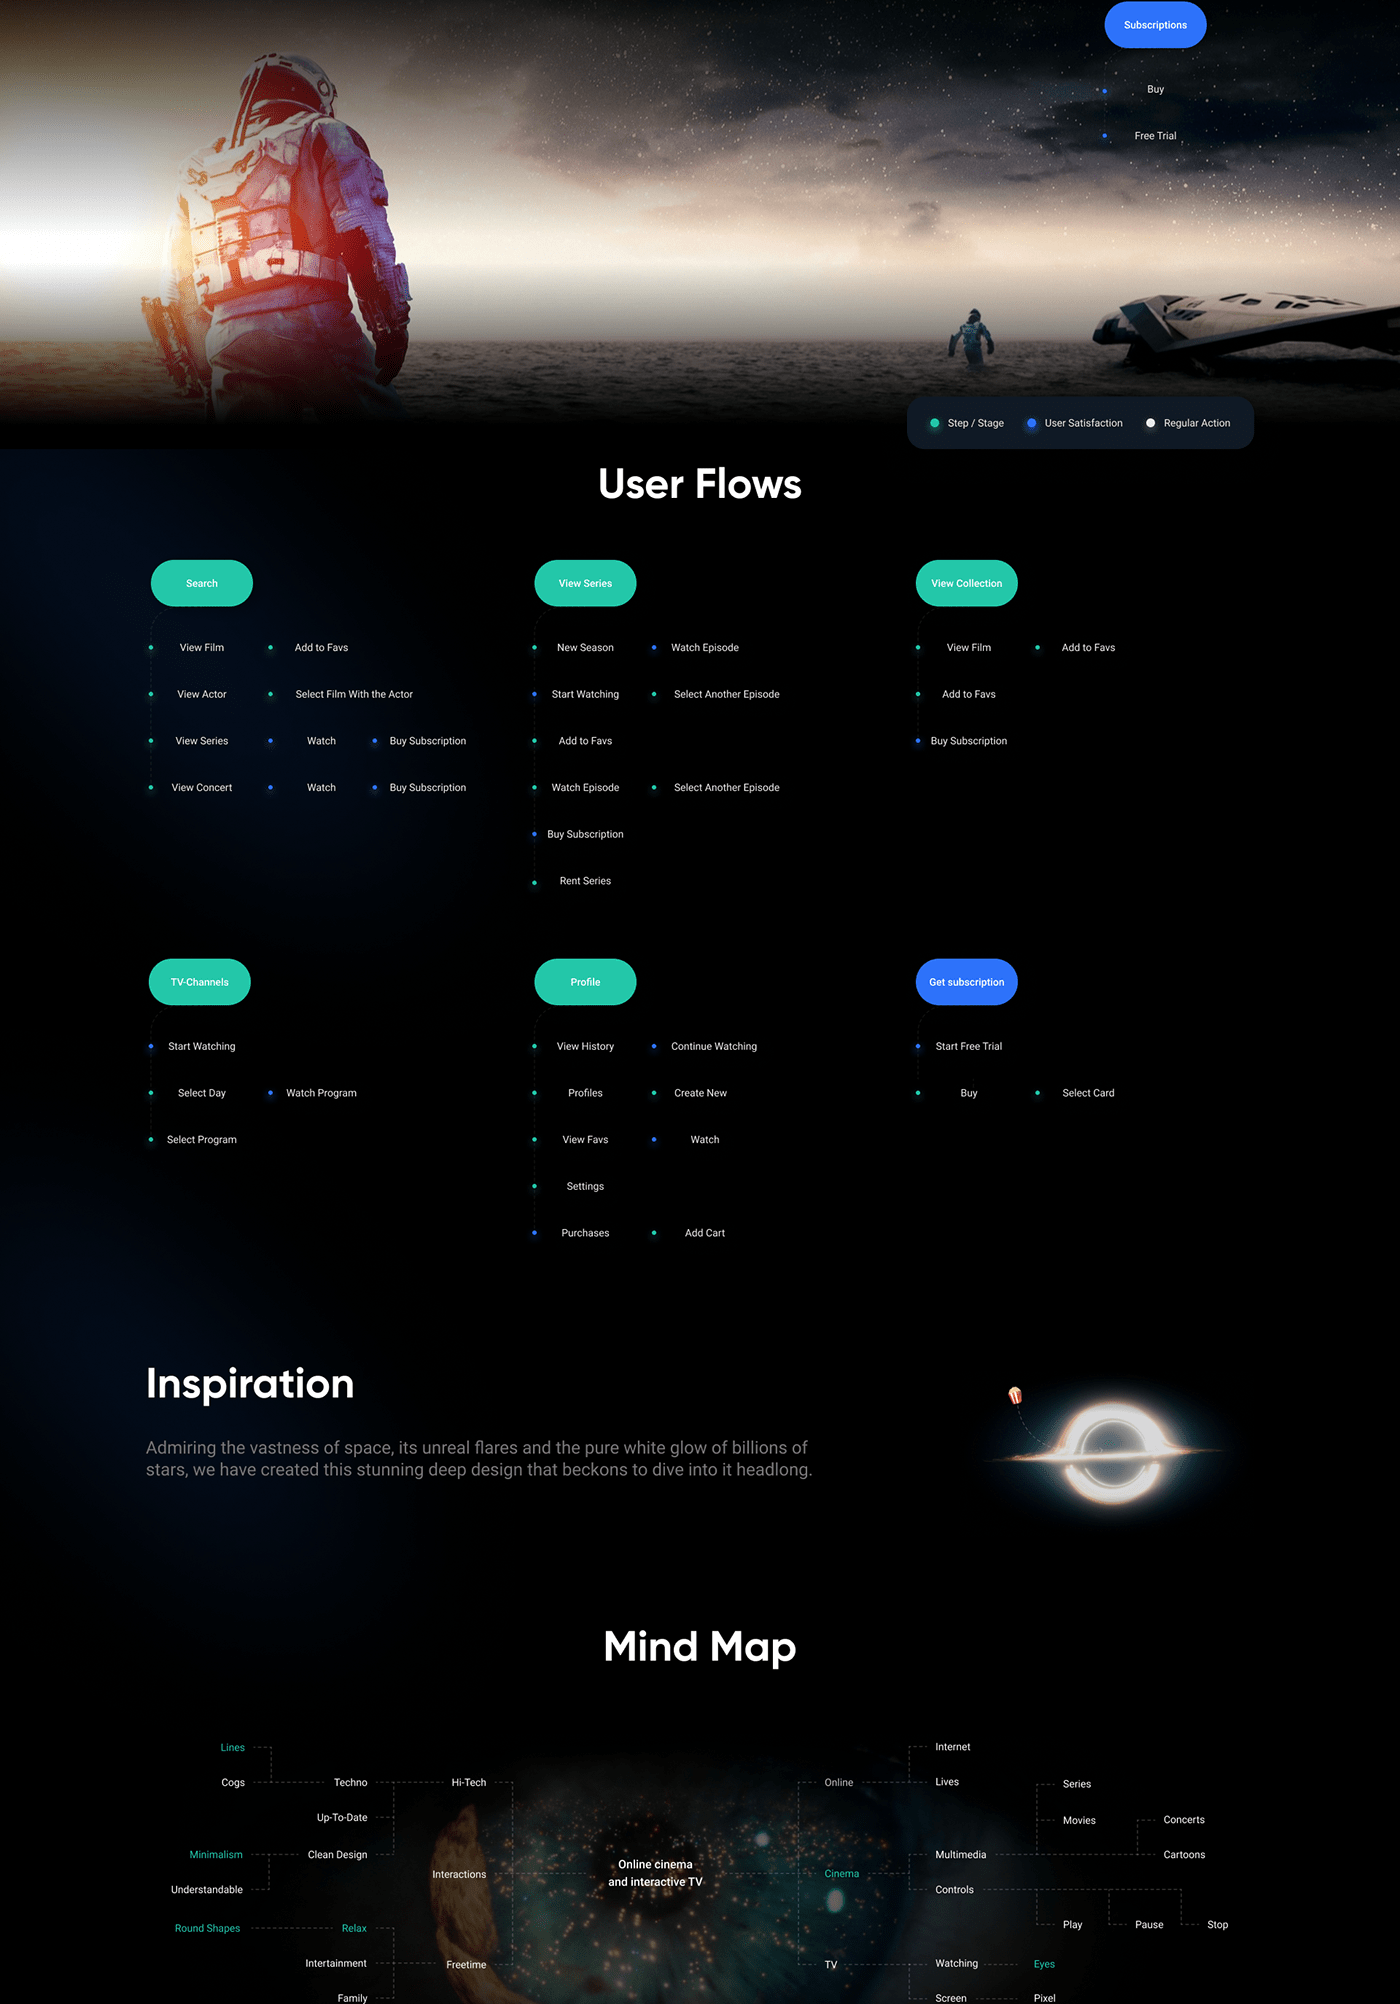 Subscriptions
Buy
Free Trial
Step / Stage User Satisfaction Regular Action
User Flows
Search
View Film Add to Favs
View Actor Select Film With the Actor
View Series Watch Buy Subscription
View Concert Watch Buy Subscription
View Series
New Season Watch Episode
Start Watching Select Another Episode
Add to Favs
Watch Episode Select Another Episode
Buy Subscription
Rent Series
View Collection
View Film Add to Favs
Add to Favs
Buy Subscription
TV-Channels
Start Watching
Select Day Watch Program
Select Program
Profile
View History Continue Watching
Profiles Create New
View Favs Watch
Settings
Purchases Add Cart
Get subscription
Start Free Trial
Buy Select Card
Inspiration
Admiring the vastness of space, its unreal flares and the pure white glow of billions of
stars, we have created this stunning deep design that beckons to dive into it headlong.
Mind Map
Lines
Cogs Techno Hi-Tech
Up-To-Date
Minimalism Clean Design
Understandable
Interactions
Round Shapes Relax
Entertainment Freetime
Family
Online cinema
and interactive TV
Internet
Online Lives
Series
Movies Concerts
Multimedia Cartoons
Cinema
Controls
Play Pause Stop
TV Watching Eyes
Screen Pixel